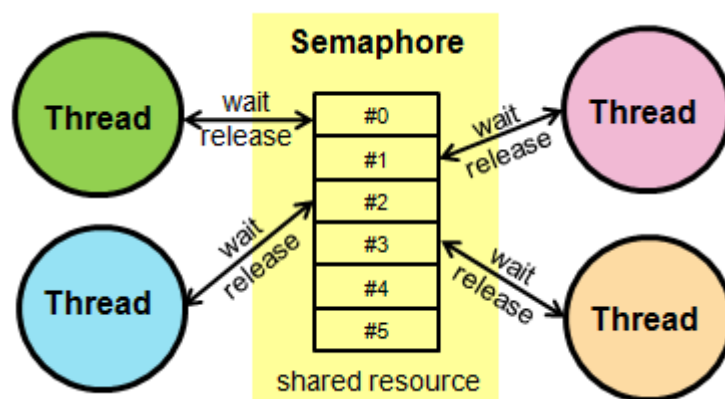 Semaphore
Thread
wait
release
#0
#1
#2
#3
#4
#5
wait
release
Thread
Thread
wait
release
wait
release
Thread
shared resource